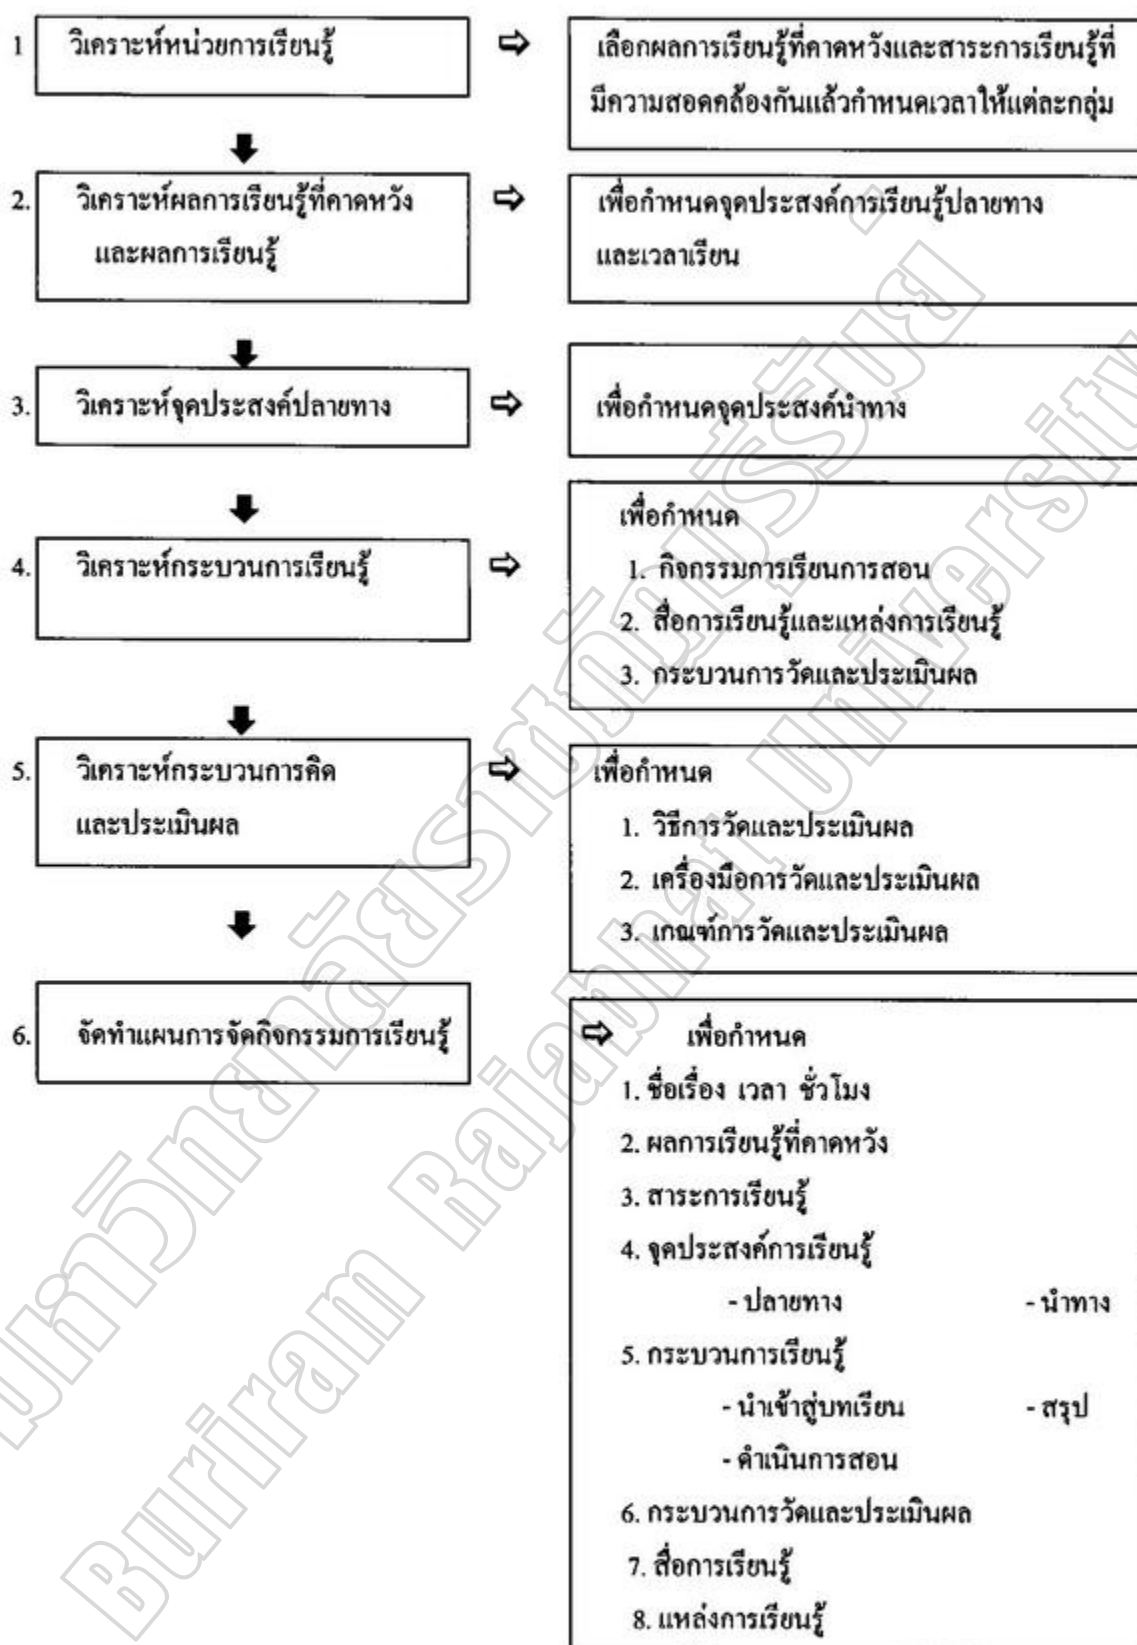 1 วิเคราะห์หน่วยการเรียนรู้
⇨ เลือกผลการเรียนรู้ที่คาดหวังและสาระการเรียนรู้ที่
มีความสอดคล้องกันแล้วกำหนดเวลาให้แต่ละกลุ่ม
2. วิเคราะห์ผลการเรียนรู้ที่คาดหวัง
และผลการเรียนรู้
⇨ เพื่อกำหนดจุดประสงค์การเรียนรู้ปลายทาง
และเวลาเรียน
3. วิเคราะห์จุดประสงค์ปลายทาง
⇨ เพื่อกำหนดจุดประสงค์นำทาง
4. วิเคราะห์กระบวนการเรียนรู้
⇨ เพื่อกำหนด
1. กิจกรรมการเรียนการสอน
2. สื่อการเรียนรู้และแหล่งการเรียนรู้
3. กระบวนการวัดและประเมินผล
5. วิเคราะห์กระบวนการคิด
และประเมินผล
⇨ เพื่อกำหนด
1. วิธีการวัดและประเมินผล
2. เครื่องมือการวัดและประเมินผล
3. เกณฑ์การวัดและประเมินผล
6. จัดทำแผนการจัดกิจกรรมการเรียนรู้
⇨ เพื่อกำหนด
1. ชื่อเรื่อง เวลา ชั่วโมง
2. ผลการเรียนรู้ที่คาดหวัง
3. สาระการเรียนรู้
4. จุดประสงค์การเรียนรู้
- ปลายทาง - นำทาง
5. กระบวนการเรียนรู้
- นำเข้าสู่บทเรียน - สรุป
- ดำเนินการสอน
6. กระบวนการวัดและประเมินผล
7. สื่อการเรียนรู้
8. แหล่งการเรียนรู้
มหาวิทยาลัยราชภัฏบุรีรัมย์
Buriram Rajabhat University